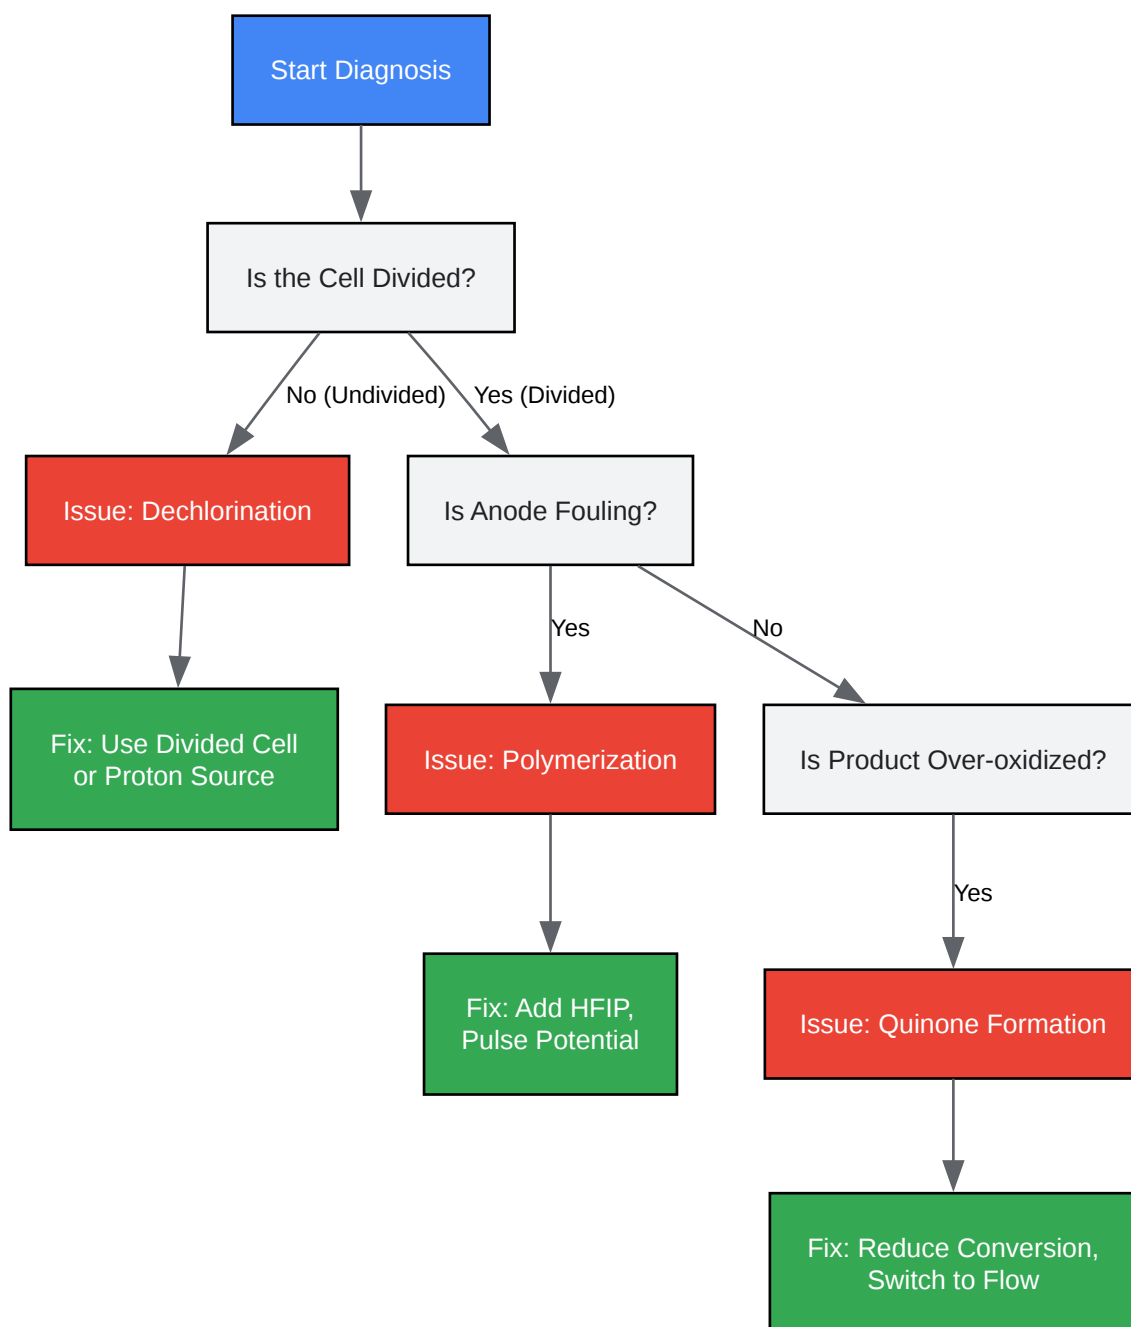 Start Diagnosis
Is the Cell Divided?
No (Undivided)
Yes (Divided)
Issue: Dechlorination
Is Anode Fouling?
Yes
No
Fix: Use Divided Cell
or Proton Source
Issue: Polymerization
Is Product Over-oxidized?
Yes
Fix: Add HFIP,
Pulse Potential
Issue: Quinone Formation
Fix: Reduce Conversion,
Switch to Flow